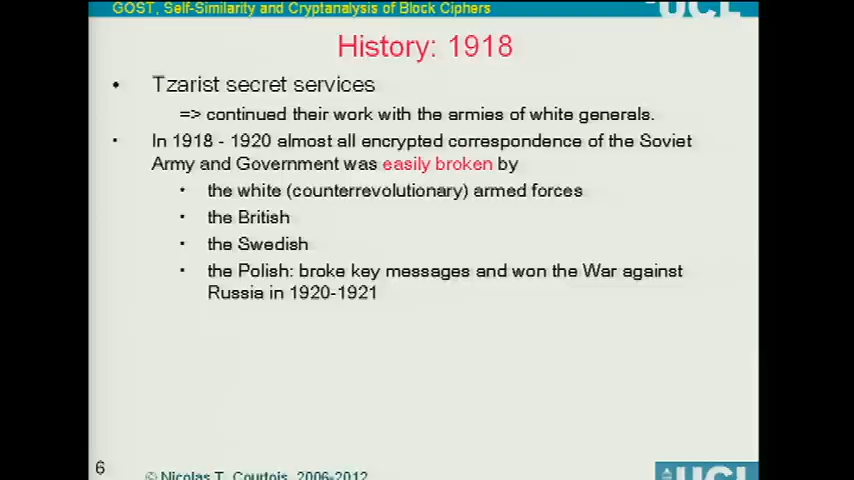 GOST, Self-Similarity and Cryptanalysis of Block Ciphers
UCL
History: 1918
• Tzarist secret services
=> continued their work with the armies of white generals.
• In 1918 - 1920 almost all encrypted correspondence of the Soviet
Army and Government was easily broken by
• the white (counterrevolutionary) armed forces
• the British
• the Swedish
• the Polish: broke key messages and won the War against
Russia in 1920-1921
6
© Nicolas T. Courtois, 2006-2012
UCL